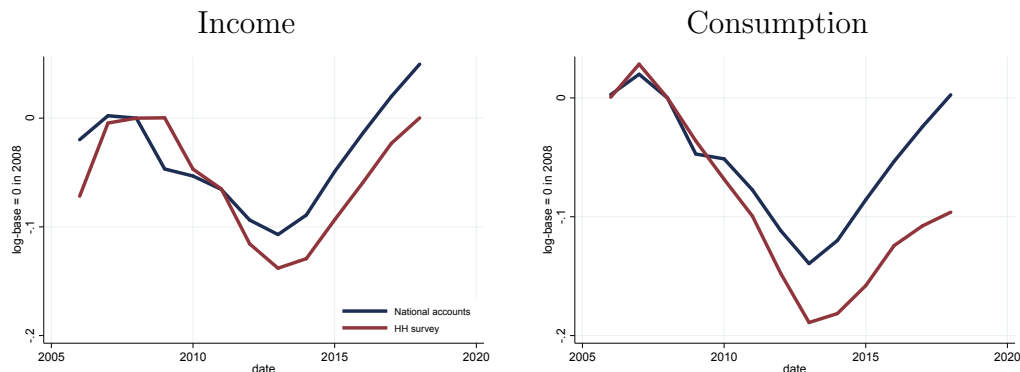 Income
log-base = 0 in 2008
0
-.1
-.2
2005 2010 2015 2020
date
National accounts
HH survey
Consumption
log-base = 0 in 2008
0
-.1
-.2
2005 2010 2015 2020
date